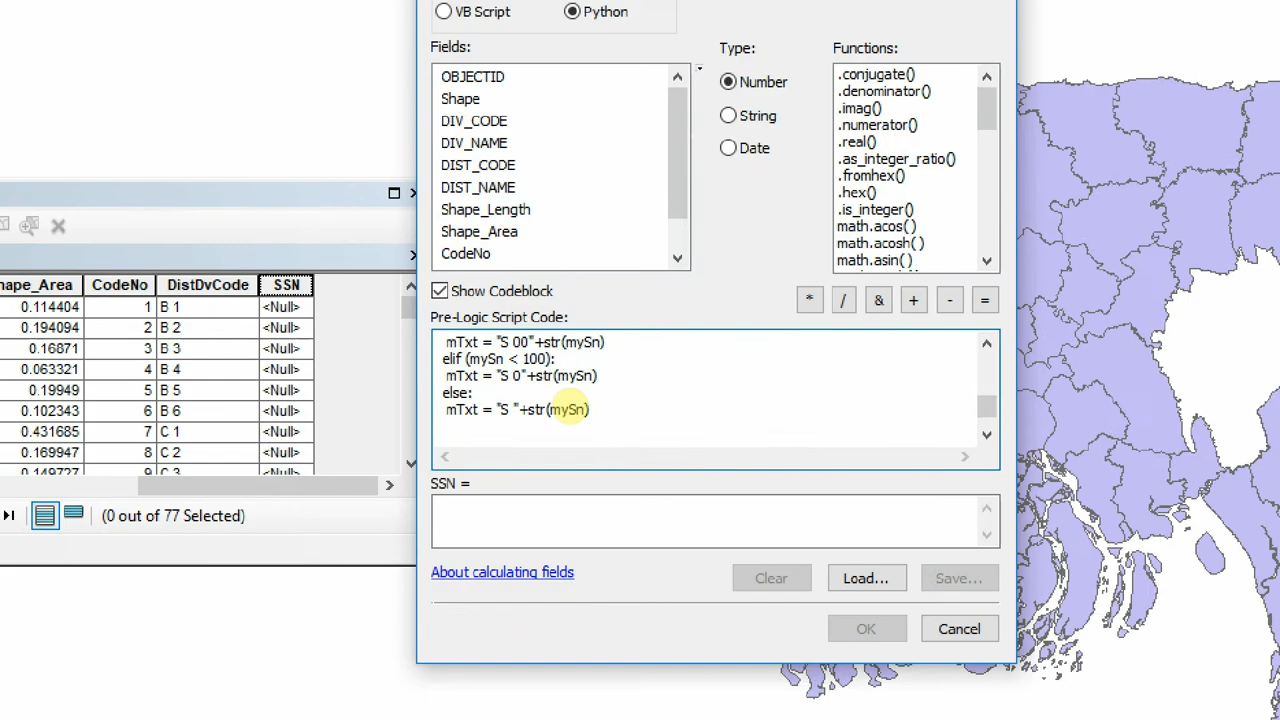 VB Script
Python
Fields:
Type:
Functions:
OBJECTID
Shape
DIV_CODE
DIV_NAME
DIST_CODE
DIST_NAME
Shape_Length
Shape_Area
CodeNo
Number
String
Date
.conjugate()
.denominator()
.imag()
.numerator()
.real()
.as_integer_ratio()
.fromhex()
.hex()
.is_integer()
math.acos( )
math.acosh( )
math.asin( )
Show Codeblock
* / & + - =
Pre-Logic Script Code:
mTxt = "S 00"+str(mySn)
elif (mySn < 100):
mTxt = "S 0"+str(mySn)
else:
mTxt = "S "+str(mySn)
SSN =
About calculating fields
Clear
Load...
Save...
OK
Cancel
hape_Area CodeNo DistDvCode SSN
0.114404 1 B 1 <Null>
0.194094 2 B 2 <Null>
0.16871 3 B 3 <Null>
0.063321 4 B 4 <Null>
0.19949 5 B 5 <Null>
0.102343 6 B 6 <Null>
0.431685 7 C 1 <Null>
0.169947 8 C 2 <Null>
0.149727 9 C 3 <Null>
(0 out of 77 Selected)